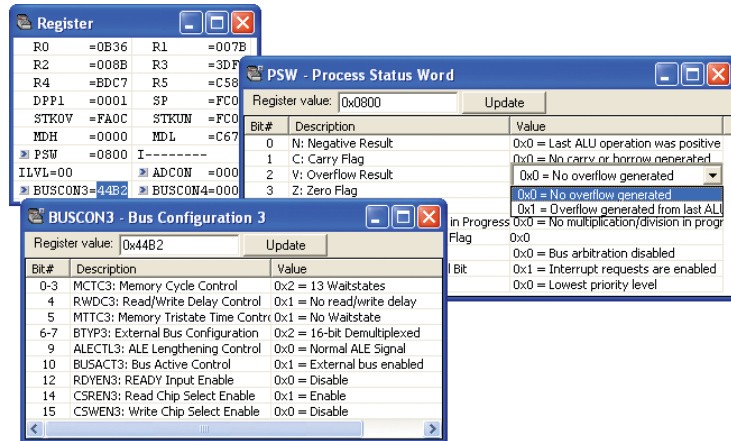 Register
R0 =0B36 R1 =007B
R2 =008B R3 =3DF
R4 =BDC7 R5 =C58
DPP1 =0001 SP =FC0
STKOV =FA0C STKUN =FC0
MDH =0000 MDL =C67
PSW =0800 I--------
ILVL=00 ADCON =000
BUSCON3=44B2 BUSCON4=000
PSW - Process Status Word
Register value: 0x0800 Update
Bit# Description Value
0 N: Negative Result 0x0 = Last ALU operation was positive
1 C: Carry Flag 0x0 = No carry or borrow generated
2 V: Overflow Result 0x0 = No overflow generated
3 Z: Zero Flag
0x0 = No overflow generated
0x1 = Overflow generated from last ALU
in Progress 0x0 = No multiplication/division in progr
Flag 0x0
0x0 = Bus arbitration disabled
l Bit 0x1 = Interrupt requests are enabled
0x0 = Lowest priority level
BUSCON3 - Bus Configuration 3
Register value: 0x44B2 Update
Bit# Description Value
0-3 MCTC3: Memory Cycle Control 0x2 = 13 Waitstates
4 RWDC3: Read/Write Delay Control 0x1 = No read/write delay
5 MTTC3: Memory Tristate Time Contro 0x1 = No Waitstate
6-7 BTYP3: External Bus Configuration 0x2 = 16-bit Demultiplexed
9 ALECTL3: ALE Lengthening Control 0x0 = Normal ALE Signal
10 BUSACT3: Bus Active Control 0x1 = External bus enabled
12 RDYEN3: READY Input Enable 0x0 = Disable
14 CSREN3: Read Chip Select Enable 0x1 = Enable
15 CSWEN3: Write Chip Select Enable 0x0 = Disable